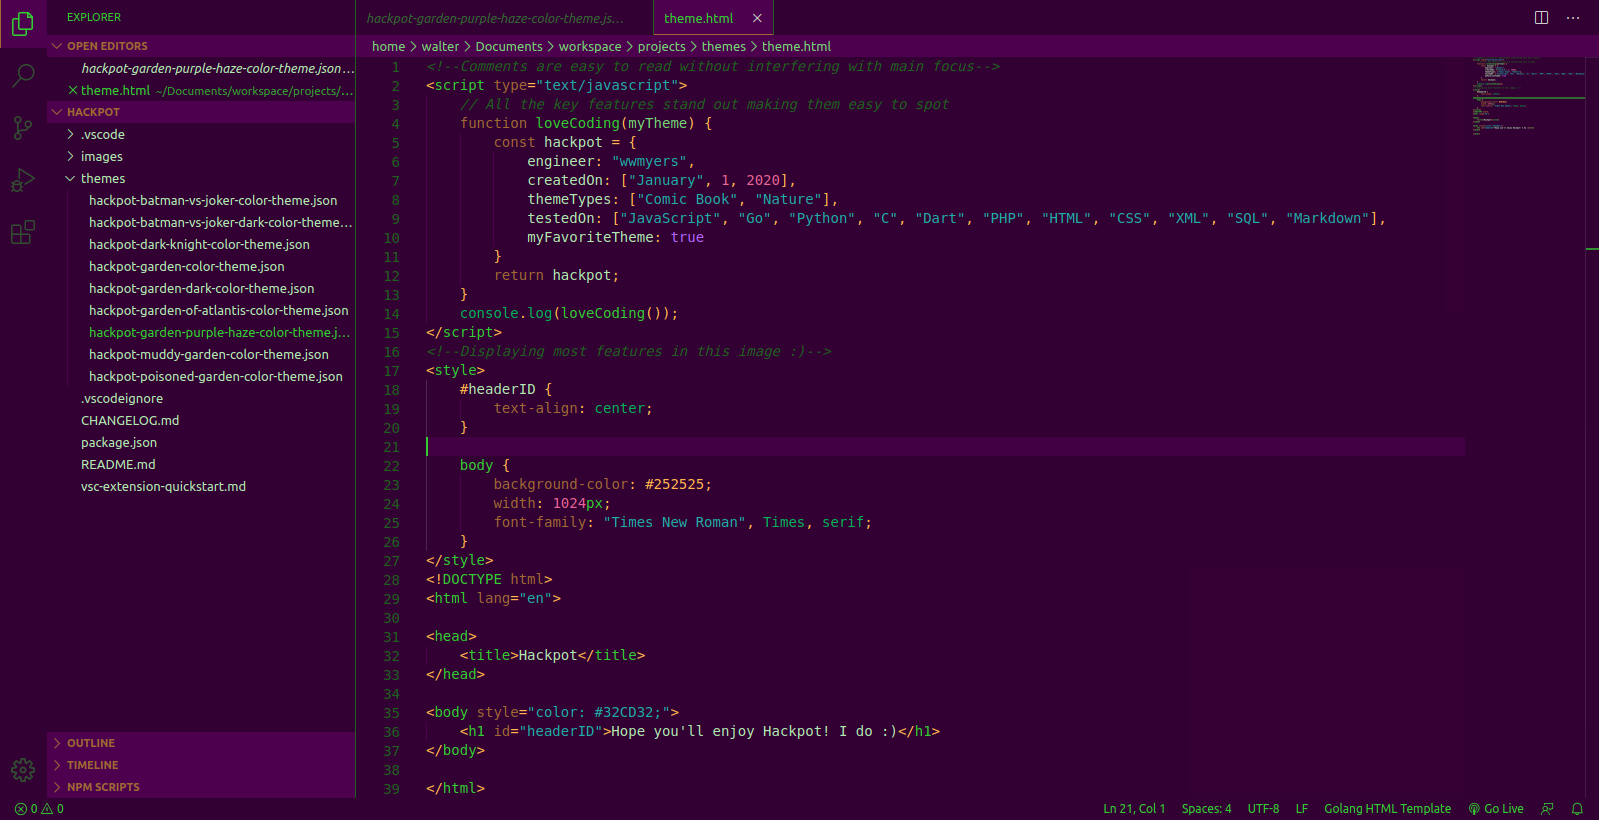 EXPLORER
OPEN EDITORS
hackpot-garden-purple-haze-color-theme.json...
theme.html ~/Documents/workspace/projects/...
HACKPOT
.vscode
images
themes
hackpot-batman-vs-joker-color-theme.json
hackpot-batman-vs-joker-dark-color-theme...
hackpot-dark-knight-color-theme.json
hackpot-garden-color-theme.json
hackpot-garden-dark-color-theme.json
hackpot-garden-of-atlantis-color-theme.json
hackpot-garden-purple-haze-color-theme.j...
hackpot-muddy-garden-color-theme.json
hackpot-poisoned-garden-color-theme.json
.vscodeignore
CHANGELOG.md
package.json
README.md
vsc-extension-quickstart.md
OUTLINE
TIMELINE
NPM SCRIPTS
hackpot-garden-purple-haze-color-theme.js...
theme.html
home > walter > Documents > workspace > projects > themes > theme.html
1 <!--Comments are easy to read without interfering with main focus-->
2 <script type="text/javascript">
3 // All the key features stand out making them easy to spot
4 function loveCoding(myTheme) {
5 const hackpot = {
6 engineer: "wwmyers",
7 createdOn: ["January", 1, 2020],
8 themeTypes: ["Comic Book", "Nature"],
9 testedOn: ["JavaScript", "Go", "Python", "C", "Dart", "PHP", "HTML", "CSS", "XML", "SQL", "Markdown"],
10 myFavoriteTheme: true
11 }
12 return hackpot;
13 }
14 console.log(loveCoding());
15 </script>
16 <!--Displaying most features in this image :)-->
17 <style>
18 #headerID {
19 text-align: center;
20 }
21
22 body {
23 background-color: #252525;
24 width: 1024px;
25 font-family: "Times New Roman", Times, serif;
26 }
27 </style>
28 <!DOCTYPE html>
29 <html lang="en">
30
31 <head>
32 <title>Hackpot</title>
33 </head>
34
35 <body style="color: #32CD32;">
36 <h1 id="headerID">Hope you'll enjoy Hackpot! I do :)</h1>
37 </body>
38
39 </html>
0 0
Ln 21, Col 1 Spaces: 4 UTF-8 LF Golang HTML Template Go Live